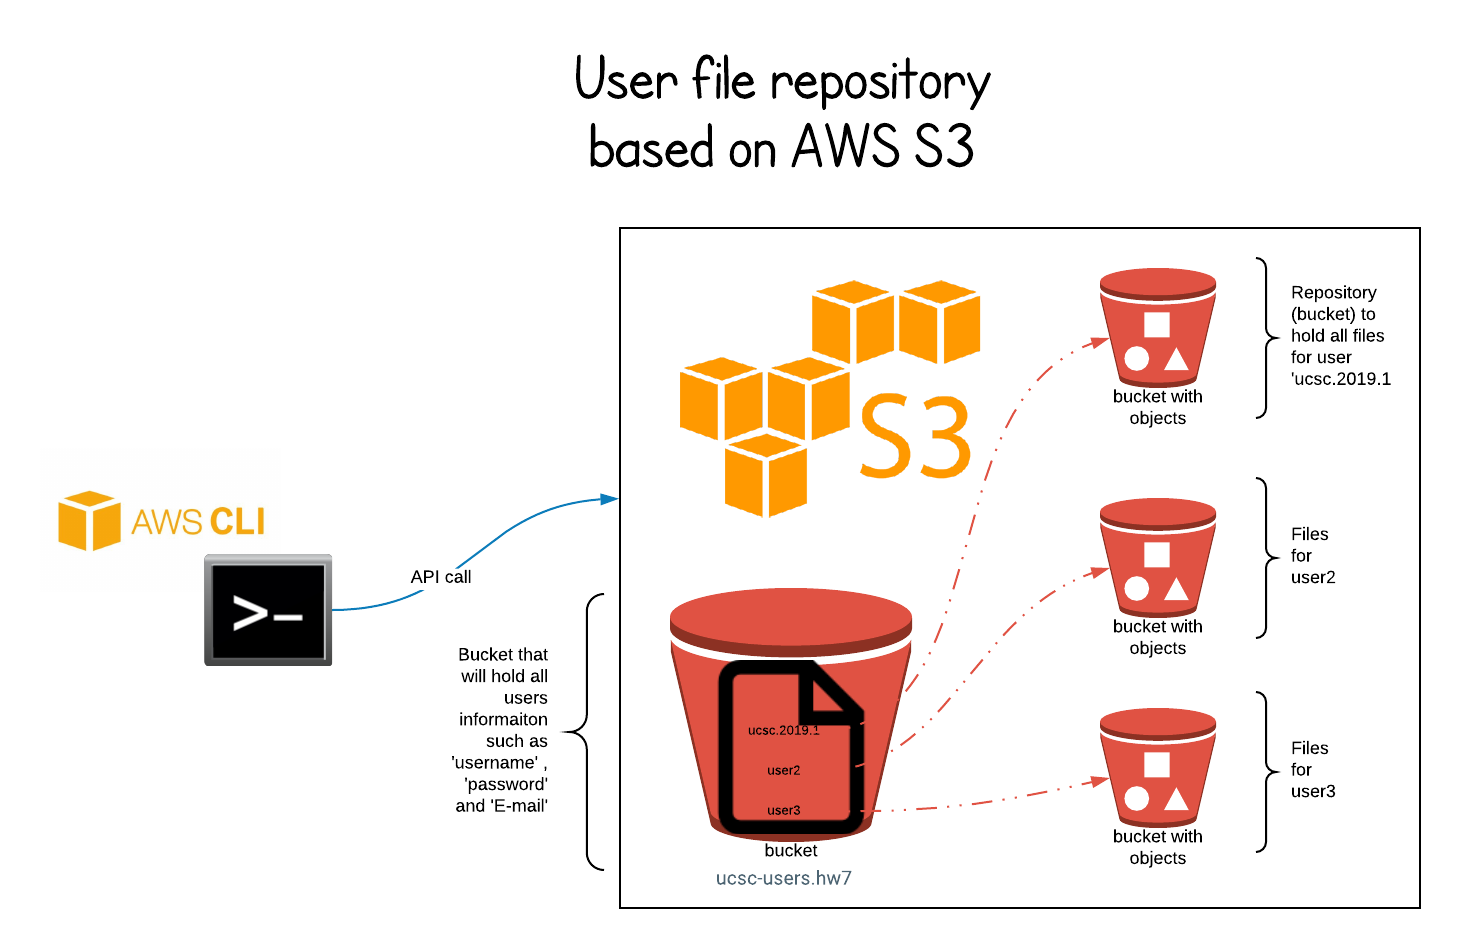 User file repository
based on AWS S3
S3
Repository
(bucket) to
hold all files
for user
'ucsc.2019.1
bucket with
objects
AWS CLI
>_
API call
Files
for
user2
bucket with
objects
Bucket that
will hold all
users
informaiton
such as
'username' ,
'password'
and 'E-mail'
ucsc.2019.1
user2
user3
bucket
ucsc-users.hw7
Files
for
user3
bucket with
objects